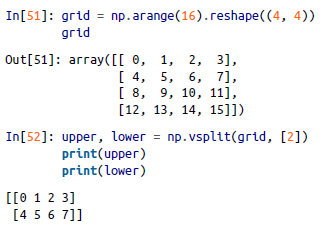 In[51]: grid = np.arange(16).reshape((4, 4))
        grid
Out[51]: array([[ 0,  1,  2,  3],
                [ 4,  5,  6,  7],
                [ 8,  9, 10, 11],
                [12, 13, 14, 15]])
In[52]: upper, lower = np.vsplit(grid, [2])
        print(upper)
        print(lower)
[[0 1 2 3]
 [4 5 6 7]]